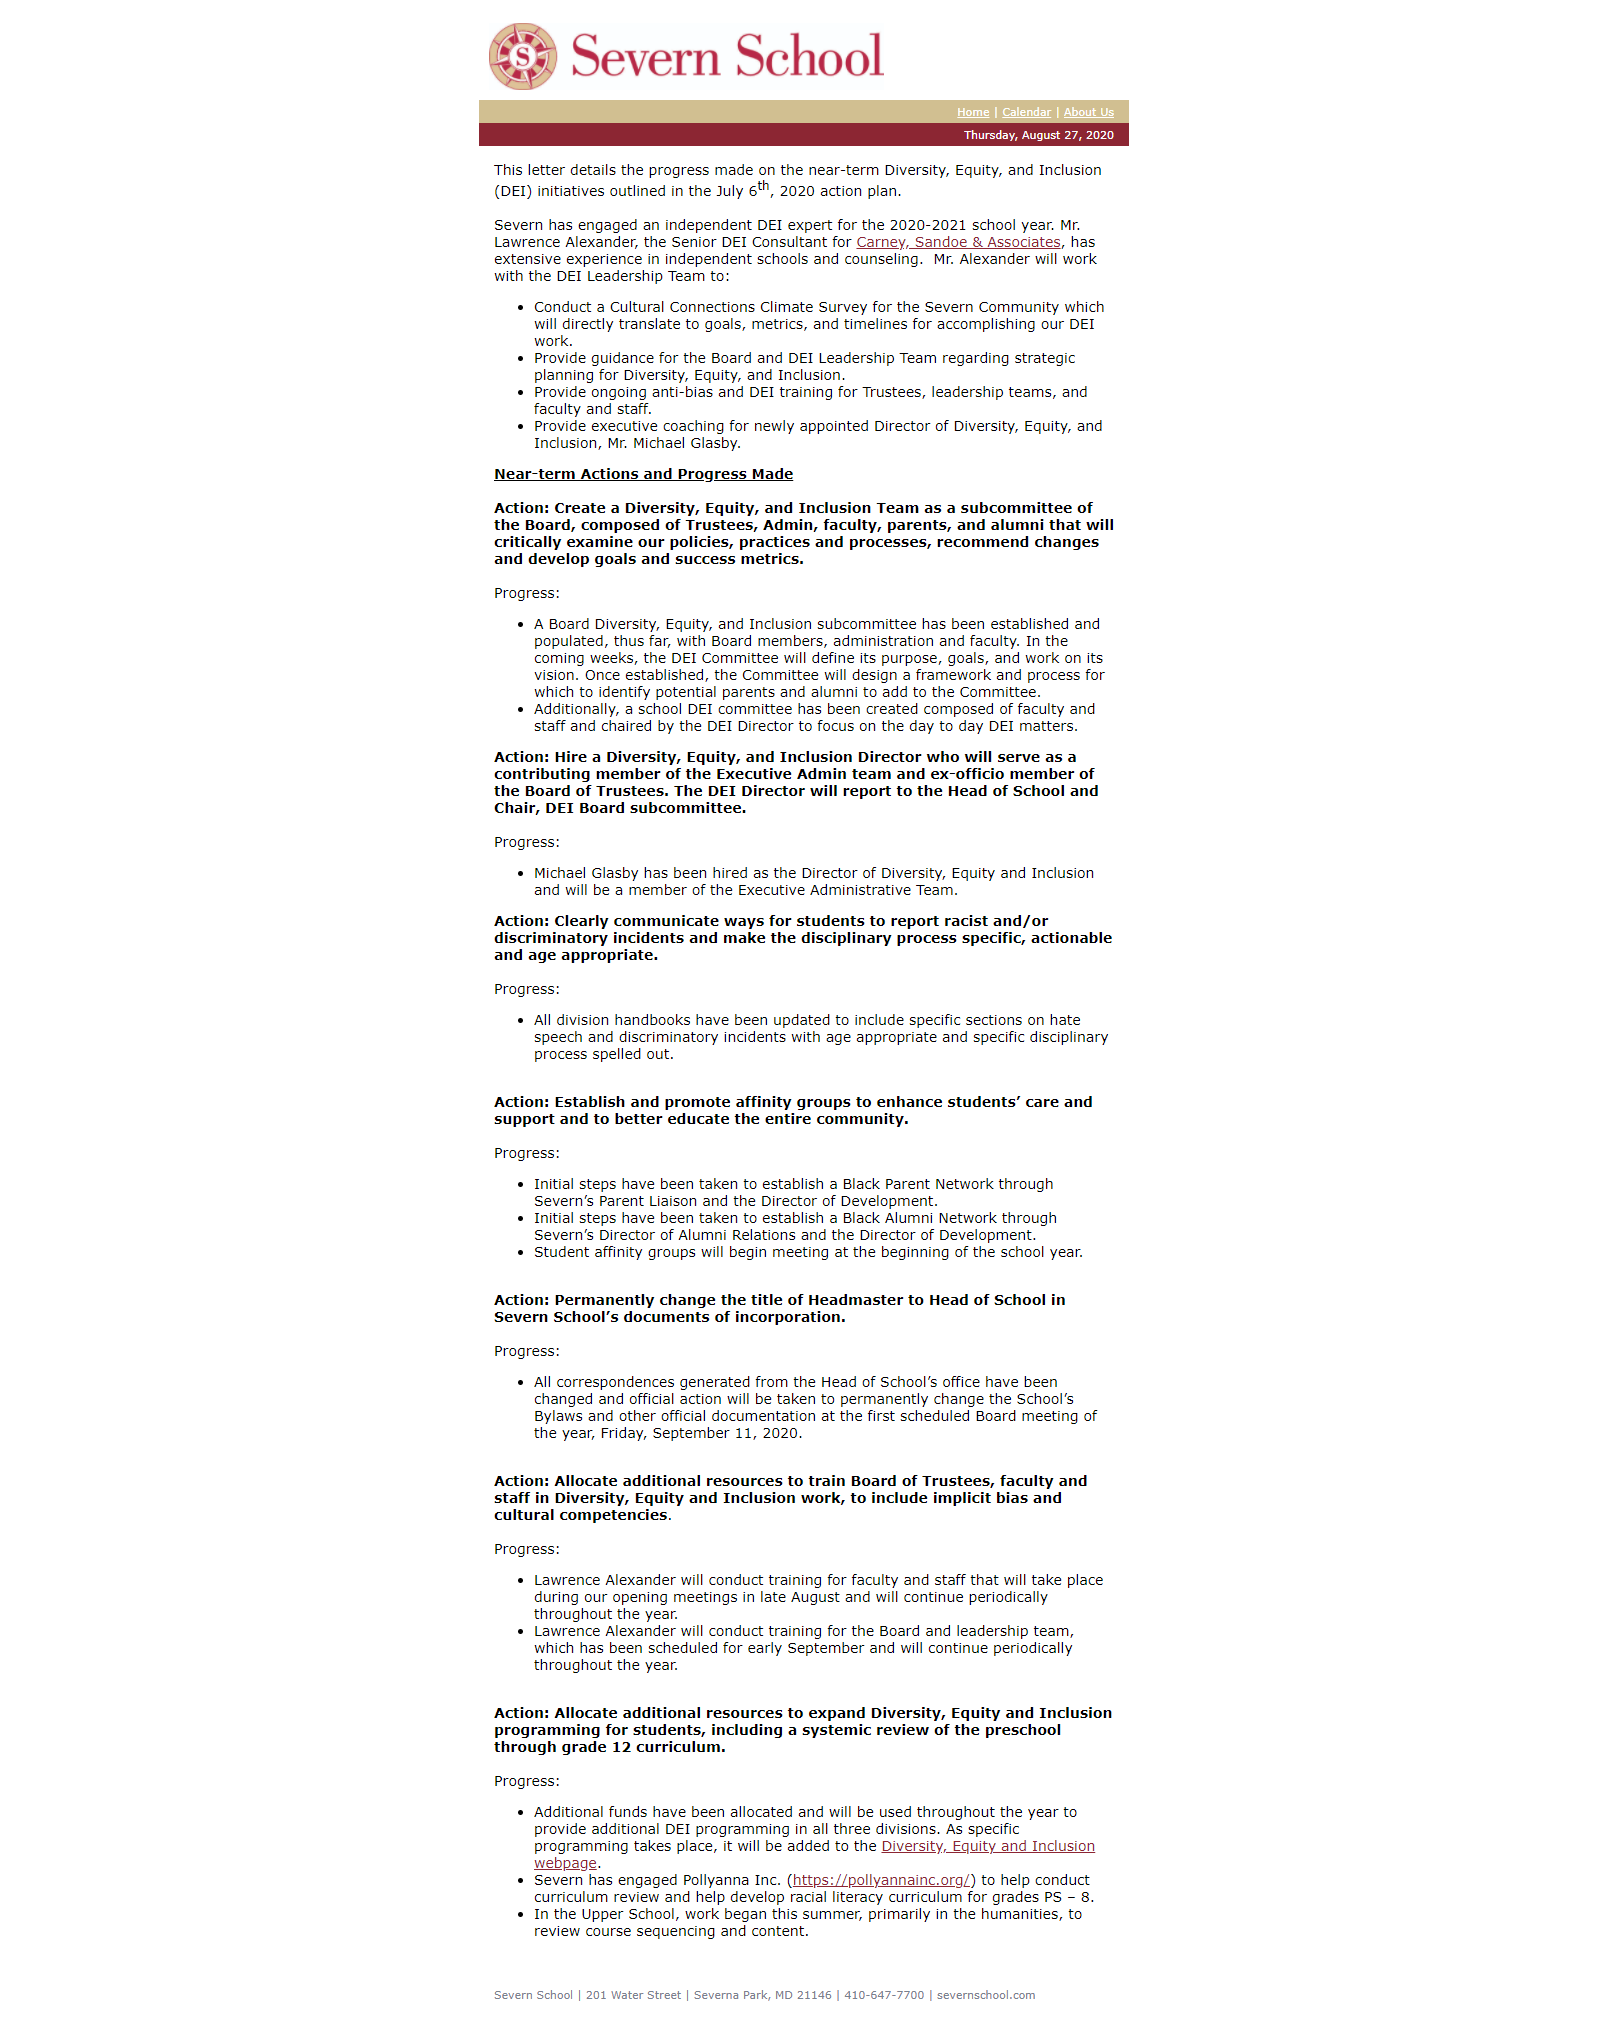 S
Severn School
Home | Calendar | About Us
Thursday, August 27, 2020
This letter details the progress made on the near-term Diversity, Equity, and Inclusion
(DEI) initiatives outlined in the July 6th, 2020 action plan.
Severn has engaged an independent DEI expert for the 2020-2021 school year. Mr.
Lawrence Alexander, the Senior DEI Consultant for Carney, Sandoe & Associates, has
extensive experience in independent schools and counseling.  Mr. Alexander will work
with the DEI Leadership Team to:
• Conduct a Cultural Connections Climate Survey for the Severn Community which
will directly translate to goals, metrics, and timelines for accomplishing our DEI
work.
• Provide guidance for the Board and DEI Leadership Team regarding strategic
planning for Diversity, Equity, and Inclusion.
• Provide ongoing anti-bias and DEI training for Trustees, leadership teams, and
faculty and staff.
• Provide executive coaching for newly appointed Director of Diversity, Equity, and
Inclusion, Mr. Michael Glasby.
Near-term Actions and Progress Made
Action: Create a Diversity, Equity, and Inclusion Team as a subcommittee of
the Board, composed of Trustees, Admin, faculty, parents, and alumni that will
critically examine our policies, practices and processes, recommend changes
and develop goals and success metrics.
Progress:
• A Board Diversity, Equity, and Inclusion subcommittee has been established and
populated, thus far, with Board members, administration and faculty. In the
coming weeks, the DEI Committee will define its purpose, goals, and work on its
vision. Once established, the Committee will design a framework and process for
which to identify potential parents and alumni to add to the Committee.
• Additionally, a school DEI committee has been created composed of faculty and
staff and chaired by the DEI Director to focus on the day to day DEI matters.
Action: Hire a Diversity, Equity, and Inclusion Director who will serve as a
contributing member of the Executive Admin team and ex-officio member of
the Board of Trustees. The DEI Director will report to the Head of School and
Chair, DEI Board subcommittee.
Progress:
• Michael Glasby has been hired as the Director of Diversity, Equity and Inclusion
and will be a member of the Executive Administrative Team.
Action: Clearly communicate ways for students to report racist and/or
discriminatory incidents and make the disciplinary process specific, actionable
and age appropriate.
Progress:
• All division handbooks have been updated to include specific sections on hate
speech and discriminatory incidents with age appropriate and specific disciplinary
process spelled out.
Action: Establish and promote affinity groups to enhance students’ care and
support and to better educate the entire community.
Progress:
• Initial steps have been taken to establish a Black Parent Network through
Severn’s Parent Liaison and the Director of Development.
• Initial steps have been taken to establish a Black Alumni Network through
Severn’s Director of Alumni Relations and the Director of Development.
• Student affinity groups will begin meeting at the beginning of the school year.
Action: Permanently change the title of Headmaster to Head of School in
Severn School’s documents of incorporation.
Progress:
• All correspondences generated from the Head of School’s office have been
changed and official action will be taken to permanently change the School’s
Bylaws and other official documentation at the first scheduled Board meeting of
the year, Friday, September 11, 2020.
Action: Allocate additional resources to train Board of Trustees, faculty and
staff in Diversity, Equity and Inclusion work, to include implicit bias and
cultural competencies.
Progress:
• Lawrence Alexander will conduct training for faculty and staff that will take place
during our opening meetings in late August and will continue periodically
throughout the year.
• Lawrence Alexander will conduct training for the Board and leadership team,
which has been scheduled for early September and will continue periodically
throughout the year.
Action: Allocate additional resources to expand Diversity, Equity and Inclusion
programming for students, including a systemic review of the preschool
through grade 12 curriculum.
Progress:
• Additional funds have been allocated and will be used throughout the year to
provide additional DEI programming in all three divisions. As specific
programming takes place, it will be added to the Diversity, Equity and Inclusion
webpage.
• Severn has engaged Pollyanna Inc. (https://pollyannainc.org/) to help conduct
curriculum review and help develop racial literacy curriculum for grades PS – 8.
• In the Upper School, work began this summer, primarily in the humanities, to
review course sequencing and content.
Severn School | 201 Water Street | Severna Park, MD 21146 | 410-647-7700 | severnschool.com